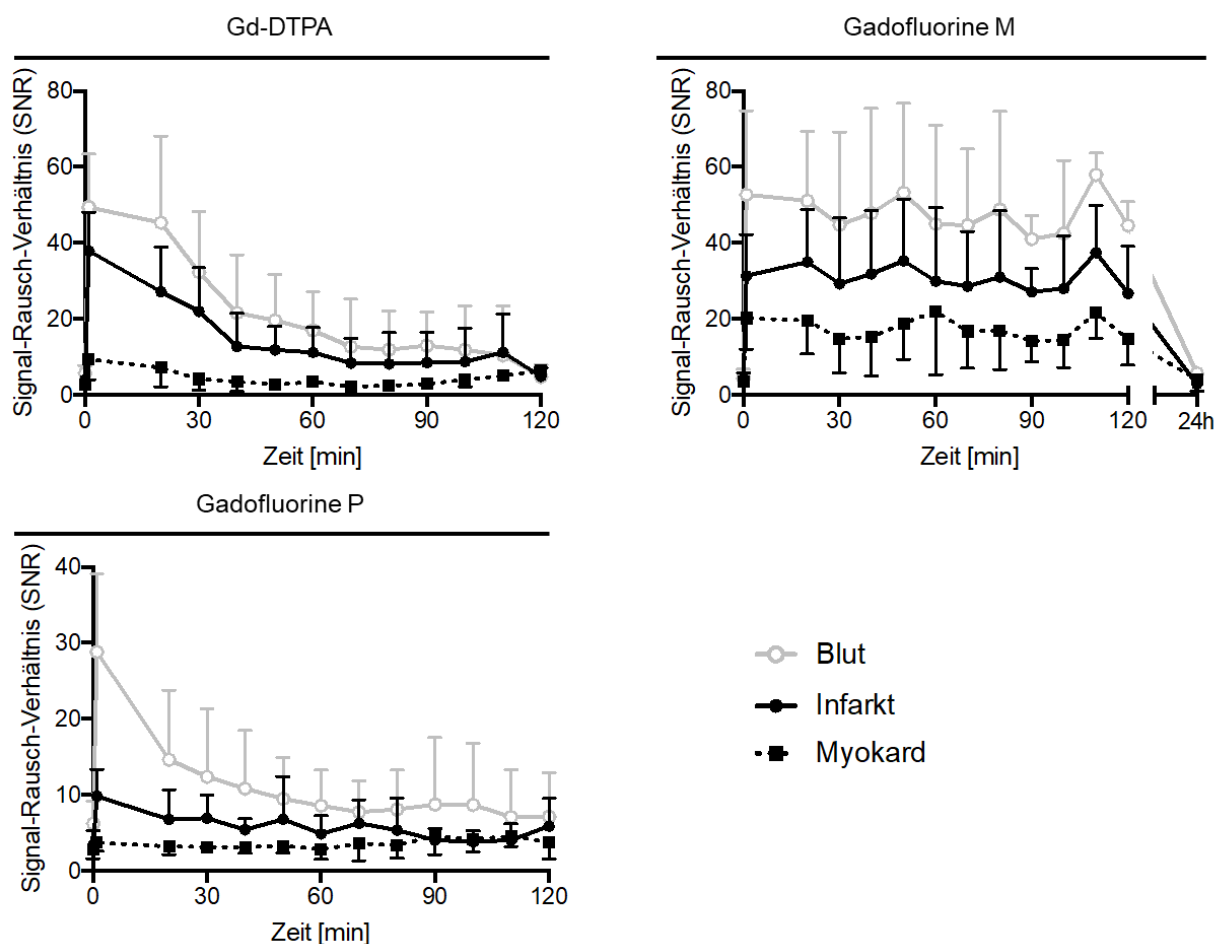 Gd-DTPA
Signal-Rausch-Verhältnis (SNR)
80
60
40
20
0
0 30 60 90 120
Zeit [min]
Gadofluorine M
Signal-Rausch-Verhältnis (SNR)
80
60
40
20
0
0 30 60 90 120 24h
Zeit [min]
Gadofluorine P
Signal-Rausch-Verhältnis (SNR)
40
30
20
10
0
0 30 60 90 120
Zeit [min]
Blut
Infarkt
Myokard